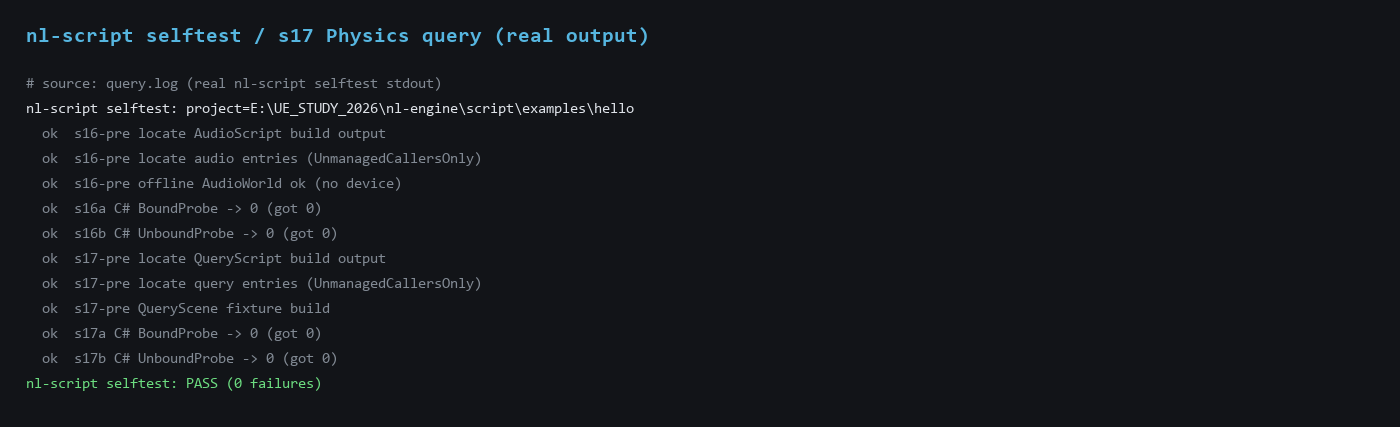 nl-script selftest / s17 Physics query (real output)
# source: query.log (real nl-script selftest stdout)
nl-script selftest: project=E:\UE_STUDY_2026\nl-engine\script\examples\hello
ok  s16-pre locate AudioScript build output
ok  s16-pre locate audio entries (UnmanagedCallersOnly)
ok  s16-pre offline AudioWorld ok (no device)
ok  s16a C# BoundProbe -> 0 (got 0)
ok  s16b C# UnboundProbe -> 0 (got 0)
ok  s17-pre locate QueryScript build output
ok  s17-pre locate query entries (UnmanagedCallersOnly)
ok  s17-pre QueryScene fixture build
ok  s17a C# BoundProbe -> 0 (got 0)
ok  s17b C# UnboundProbe -> 0 (got 0)
nl-script selftest: PASS (0 failures)